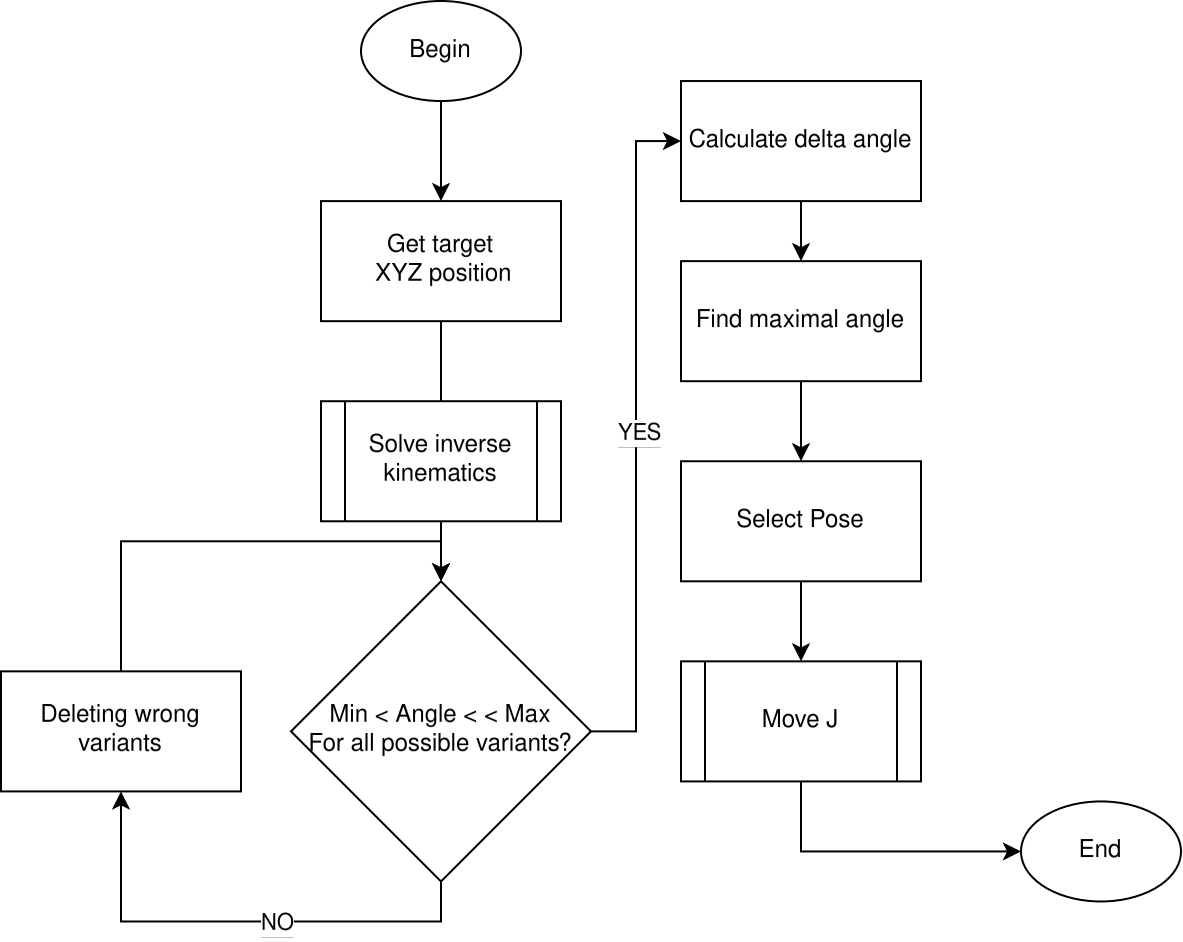 Begin
Get target
XYZ position
Solve inverse
kinematics
Min < Angle < < Max
For all possible variants?
Deleting wrong
variants
NO
YES
Calculate delta angle
Find maximal angle
Select Pose
Move J
End